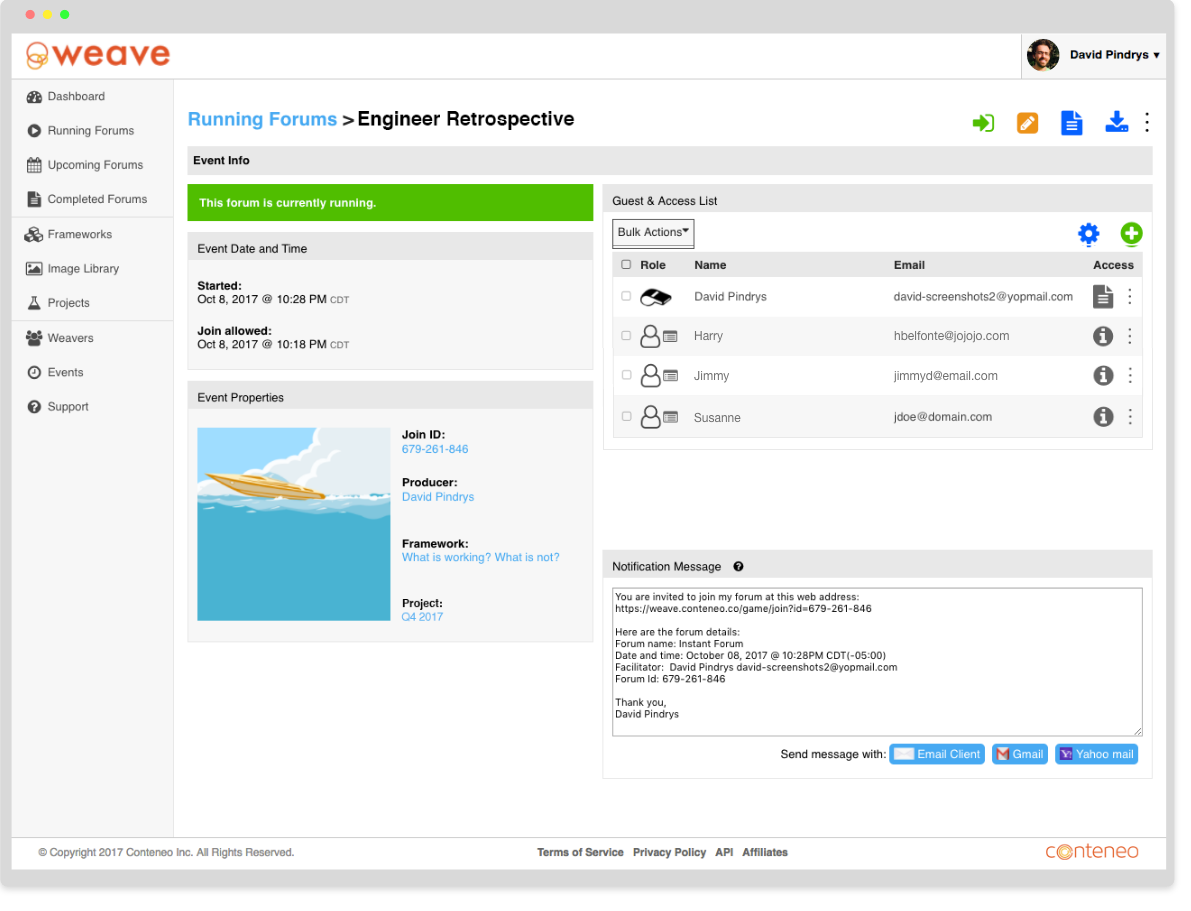 weave
David Pindrys ▾
Dashboard
Running Forums
Upcoming Forums
Completed Forums
Frameworks
Image Library
Projects
Weavers
Events
Support
Running Forums > Engineer Retrospective
Event Info
This forum is currently running.
Event Date and Time
Started:
Oct 8, 2017 @ 10:28 PM CDT
Join allowed:
Oct 8, 2017 @ 10:18 PM CDT
Event Properties
Join ID:
679-261-846
Producer:
David Pindrys
Framework:
What is working? What is not?
Project:
Q4 2017
Guest & Access List
Bulk Actions▾
Role Name Email Access
David Pindrys david-screenshots2@yopmail.com
Harry hbelfonte@jojojo.com
Jimmy jimmyd@email.com
Susanne jdoe@domain.com
Notification Message
You are invited to join my forum at this web address:
https://weave.conteneo.co/game/join?id=679-261-846
Here are the forum details:
Forum name: Instant Forum
Date and time: October 08, 2017 @ 10:28PM CDT(-05:00)
Facilitator:  David Pindrys david-screenshots2@yopmail.com
Forum Id: 679-261-846
Thank you,
David Pindrys
Send message with: Email Client Gmail Yahoo mail
© Copyright 2017 Conteneo Inc. All Rights Reserved.
Terms of Service Privacy Policy API Affiliates
conteneo